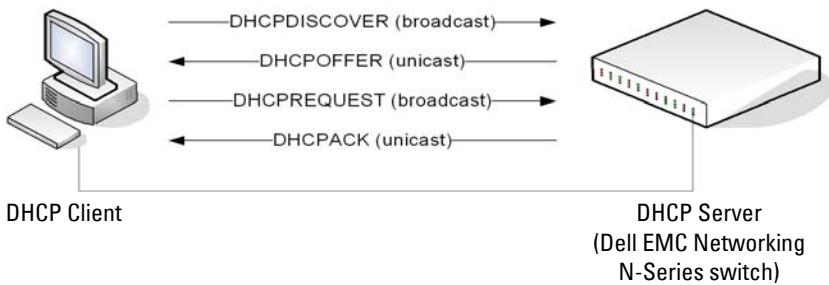 DHCPDISCOVER (broadcast)
DHCPOFFER (unicast)
DHCPREQUEST (broadcast)
DHCPACK (unicast)
DHCP Client
DHCP Server
(Dell EMC Networking
N-Series switch)